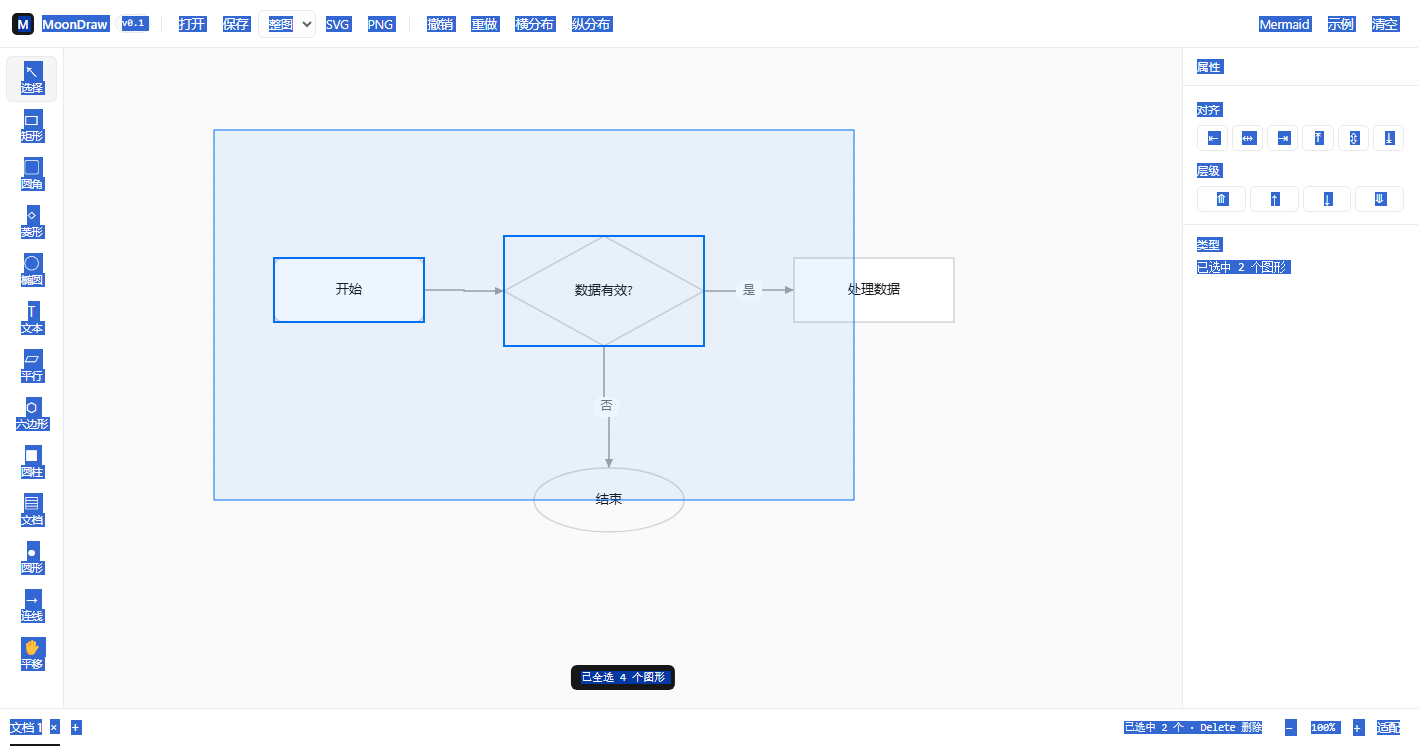 M MoonDraw v0.1 打开 保存 整图 SVG PNG 撤销 重做 横分布 纵分布 Mermaid 示例 清空
选择
矩形
圆角
菱形
椭圆
T
文本
平行
六边形
圆柱
文档
圆形
连线
平移
开始
数据有效?
是
处理数据
否
结束
已全选 4 个图形
属性
对齐
层级
类型
已选中 2 个图形
文档 1 × +
已选中 2 个 · Delete 删除 − 100% + 适配